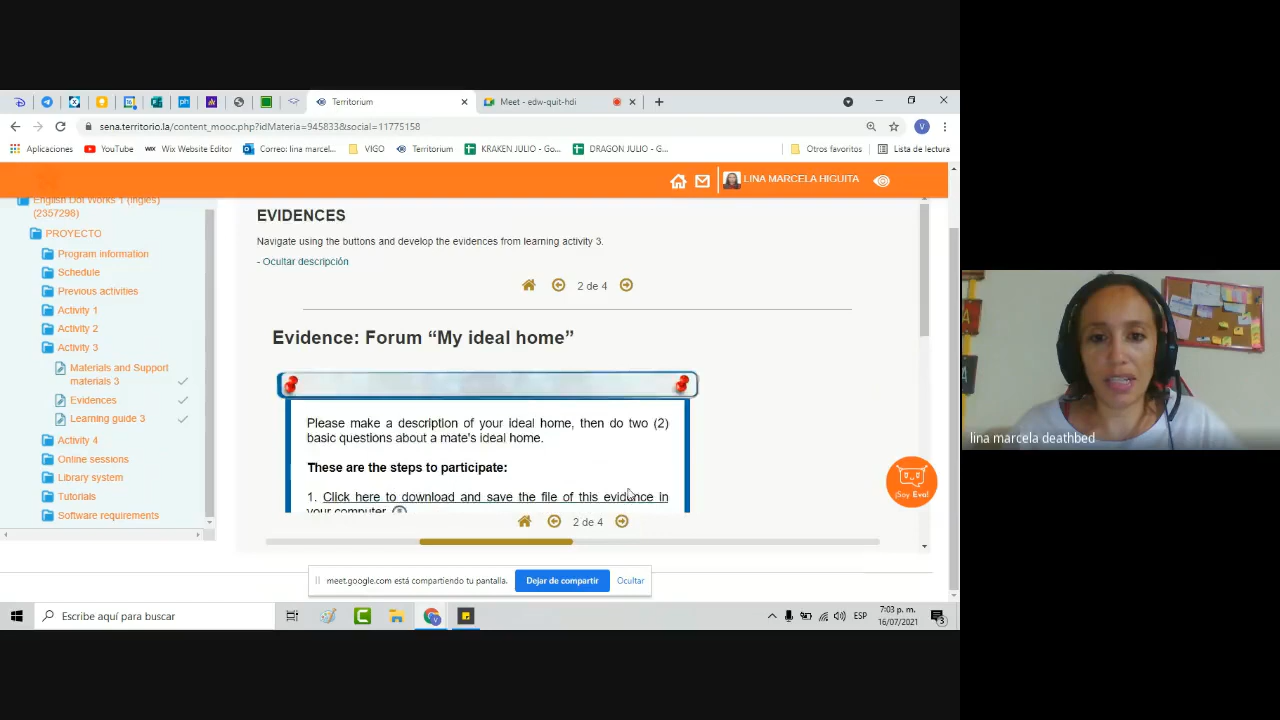 Territorium
Meet - edw-quit-hdi
sena.territorio.la/content_mooc.php?idMateria=945833&social=11775158
Aplicaciones
YouTube
Wix Website Editor
Correo: lina marcel...
VIGO
Territorium
KRAKEN JULIO - Go...
DRAGON JULIO - G...
Otros favoritos
Lista de lectura
LINA MARCELA HIGUITA
English Dot Works 1 (Inglés)
(2357298)
PROYECTO
Program information
Schedule
Previous activities
Activity 1
Activity 2
Activity 3
Materials and Support
materials 3
Evidences
Learning guide 3
Activity 4
Online sessions
Library system
Tutorials
Software requirements
EVIDENCES
Navigate using the buttons and develop the evidences from learning activity 3.
- Ocultar descripción
2 de 4
Evidence: Forum “My ideal home”
Please make a description of your ideal home, then do two (2)
basic questions about a mate's ideal home.
These are the steps to participate:
1. Click here to download and save the file of this evidence in
your computer.
2 de 4
¡Soy Eva!
lina marcela deathbed
meet.google.com está compartiendo tu pantalla.
Dejar de compartir
Ocultar
Escribe aquí para buscar
ESP
7:03 p. m.
16/07/2021
3